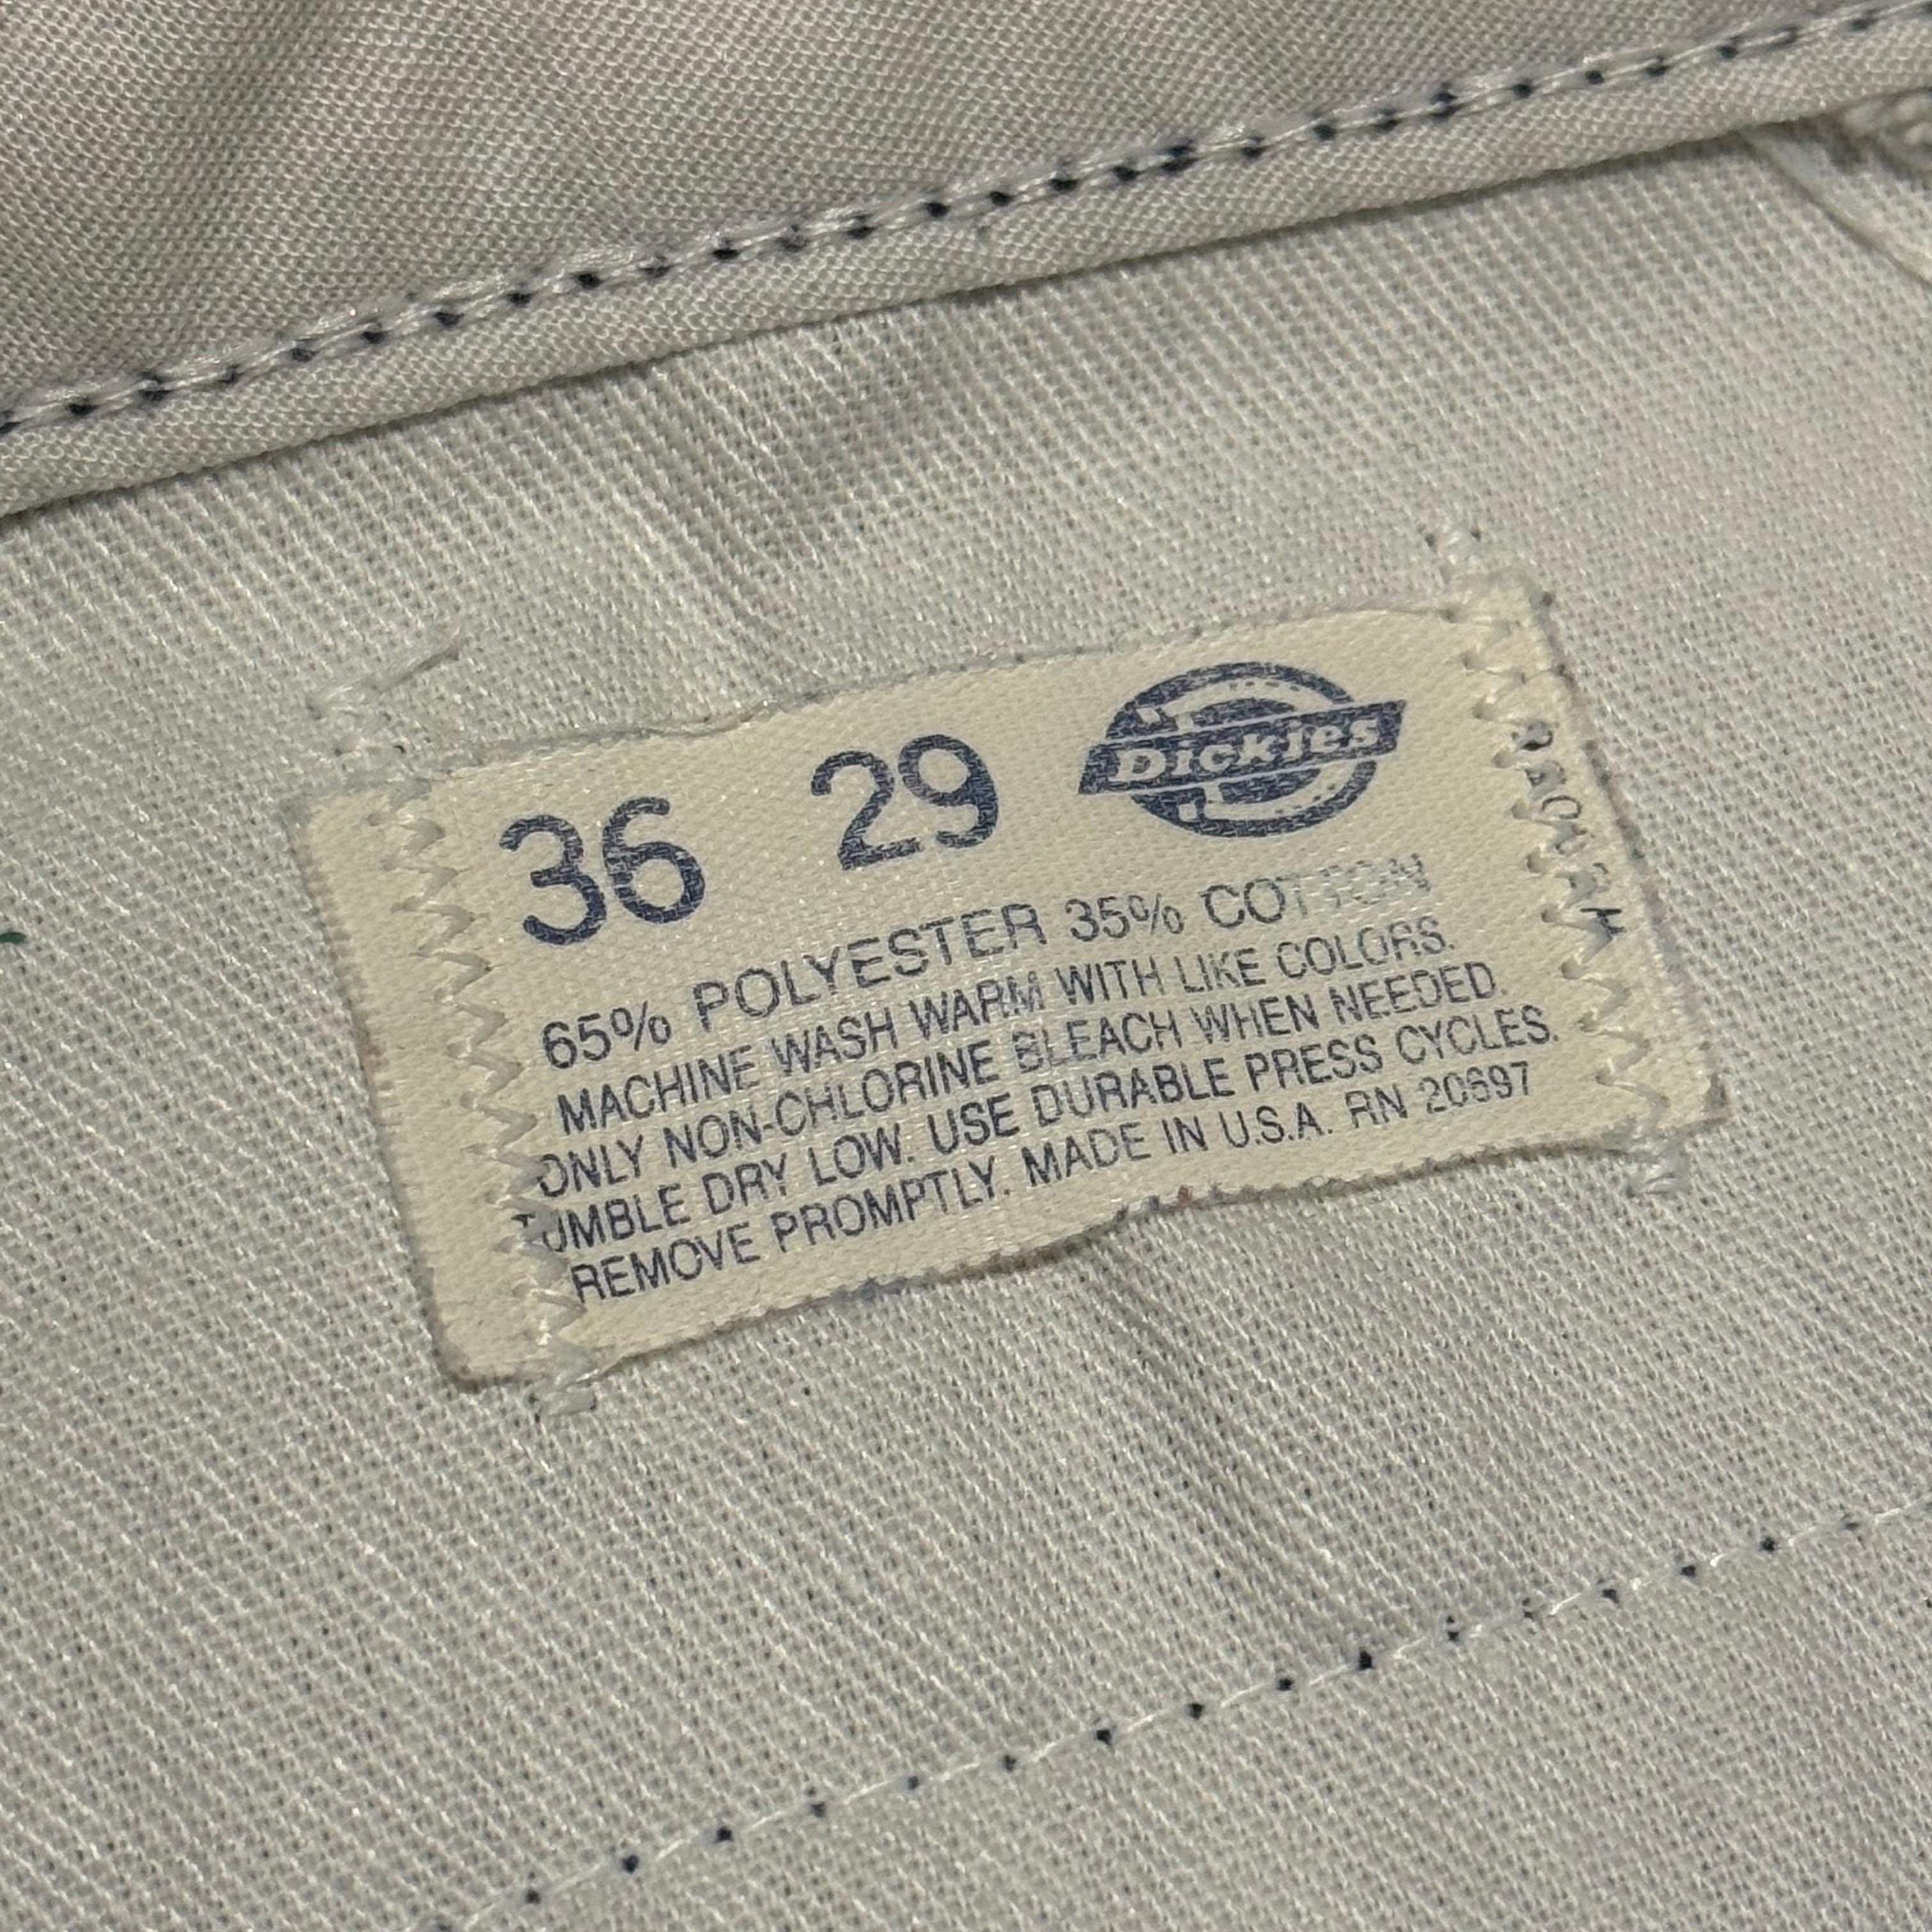 36 29 Dickies
65% POLYESTER 35% COTTON
MACHINE WASH WARM WITH LIKE COLORS.
ONLY NON-CHLORINE BLEACH WHEN NEEDED.
TUMBLE DRY LOW. USE DURABLE PRESS CYCLES.
REMOVE PROMPTLY. MADE IN U.S.A. RN 20697